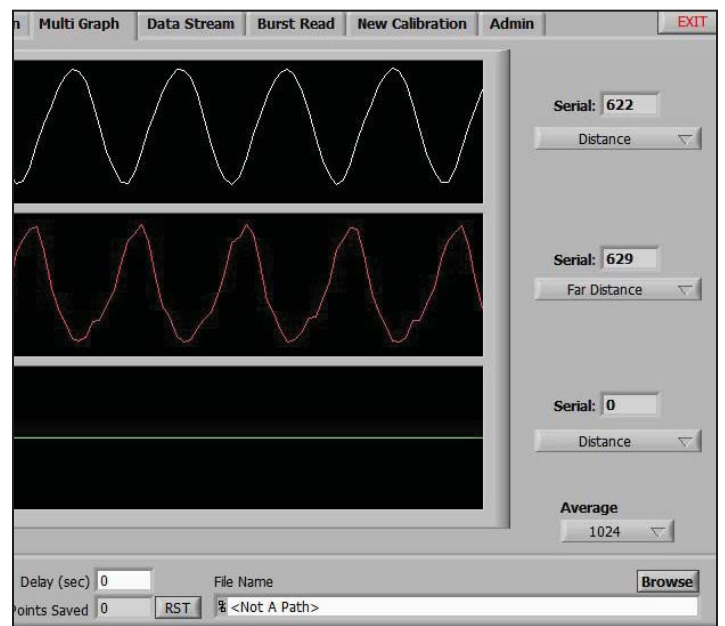 Multi Graph Data Stream Burst Read New Calibration Admin EXIT
Serial: 622
Distance
Serial: 629
Far Distance
Serial: 0
Distance
Average
1024
Delay (sec) 0 File Name Browse
Points Saved 0 RST <Not A Path>